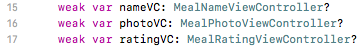 15 weak var nameVC: MealNameViewController?
16 weak var photoVC: MealPhotoViewController?
17 weak var ratingVC: MealRatingViewController?